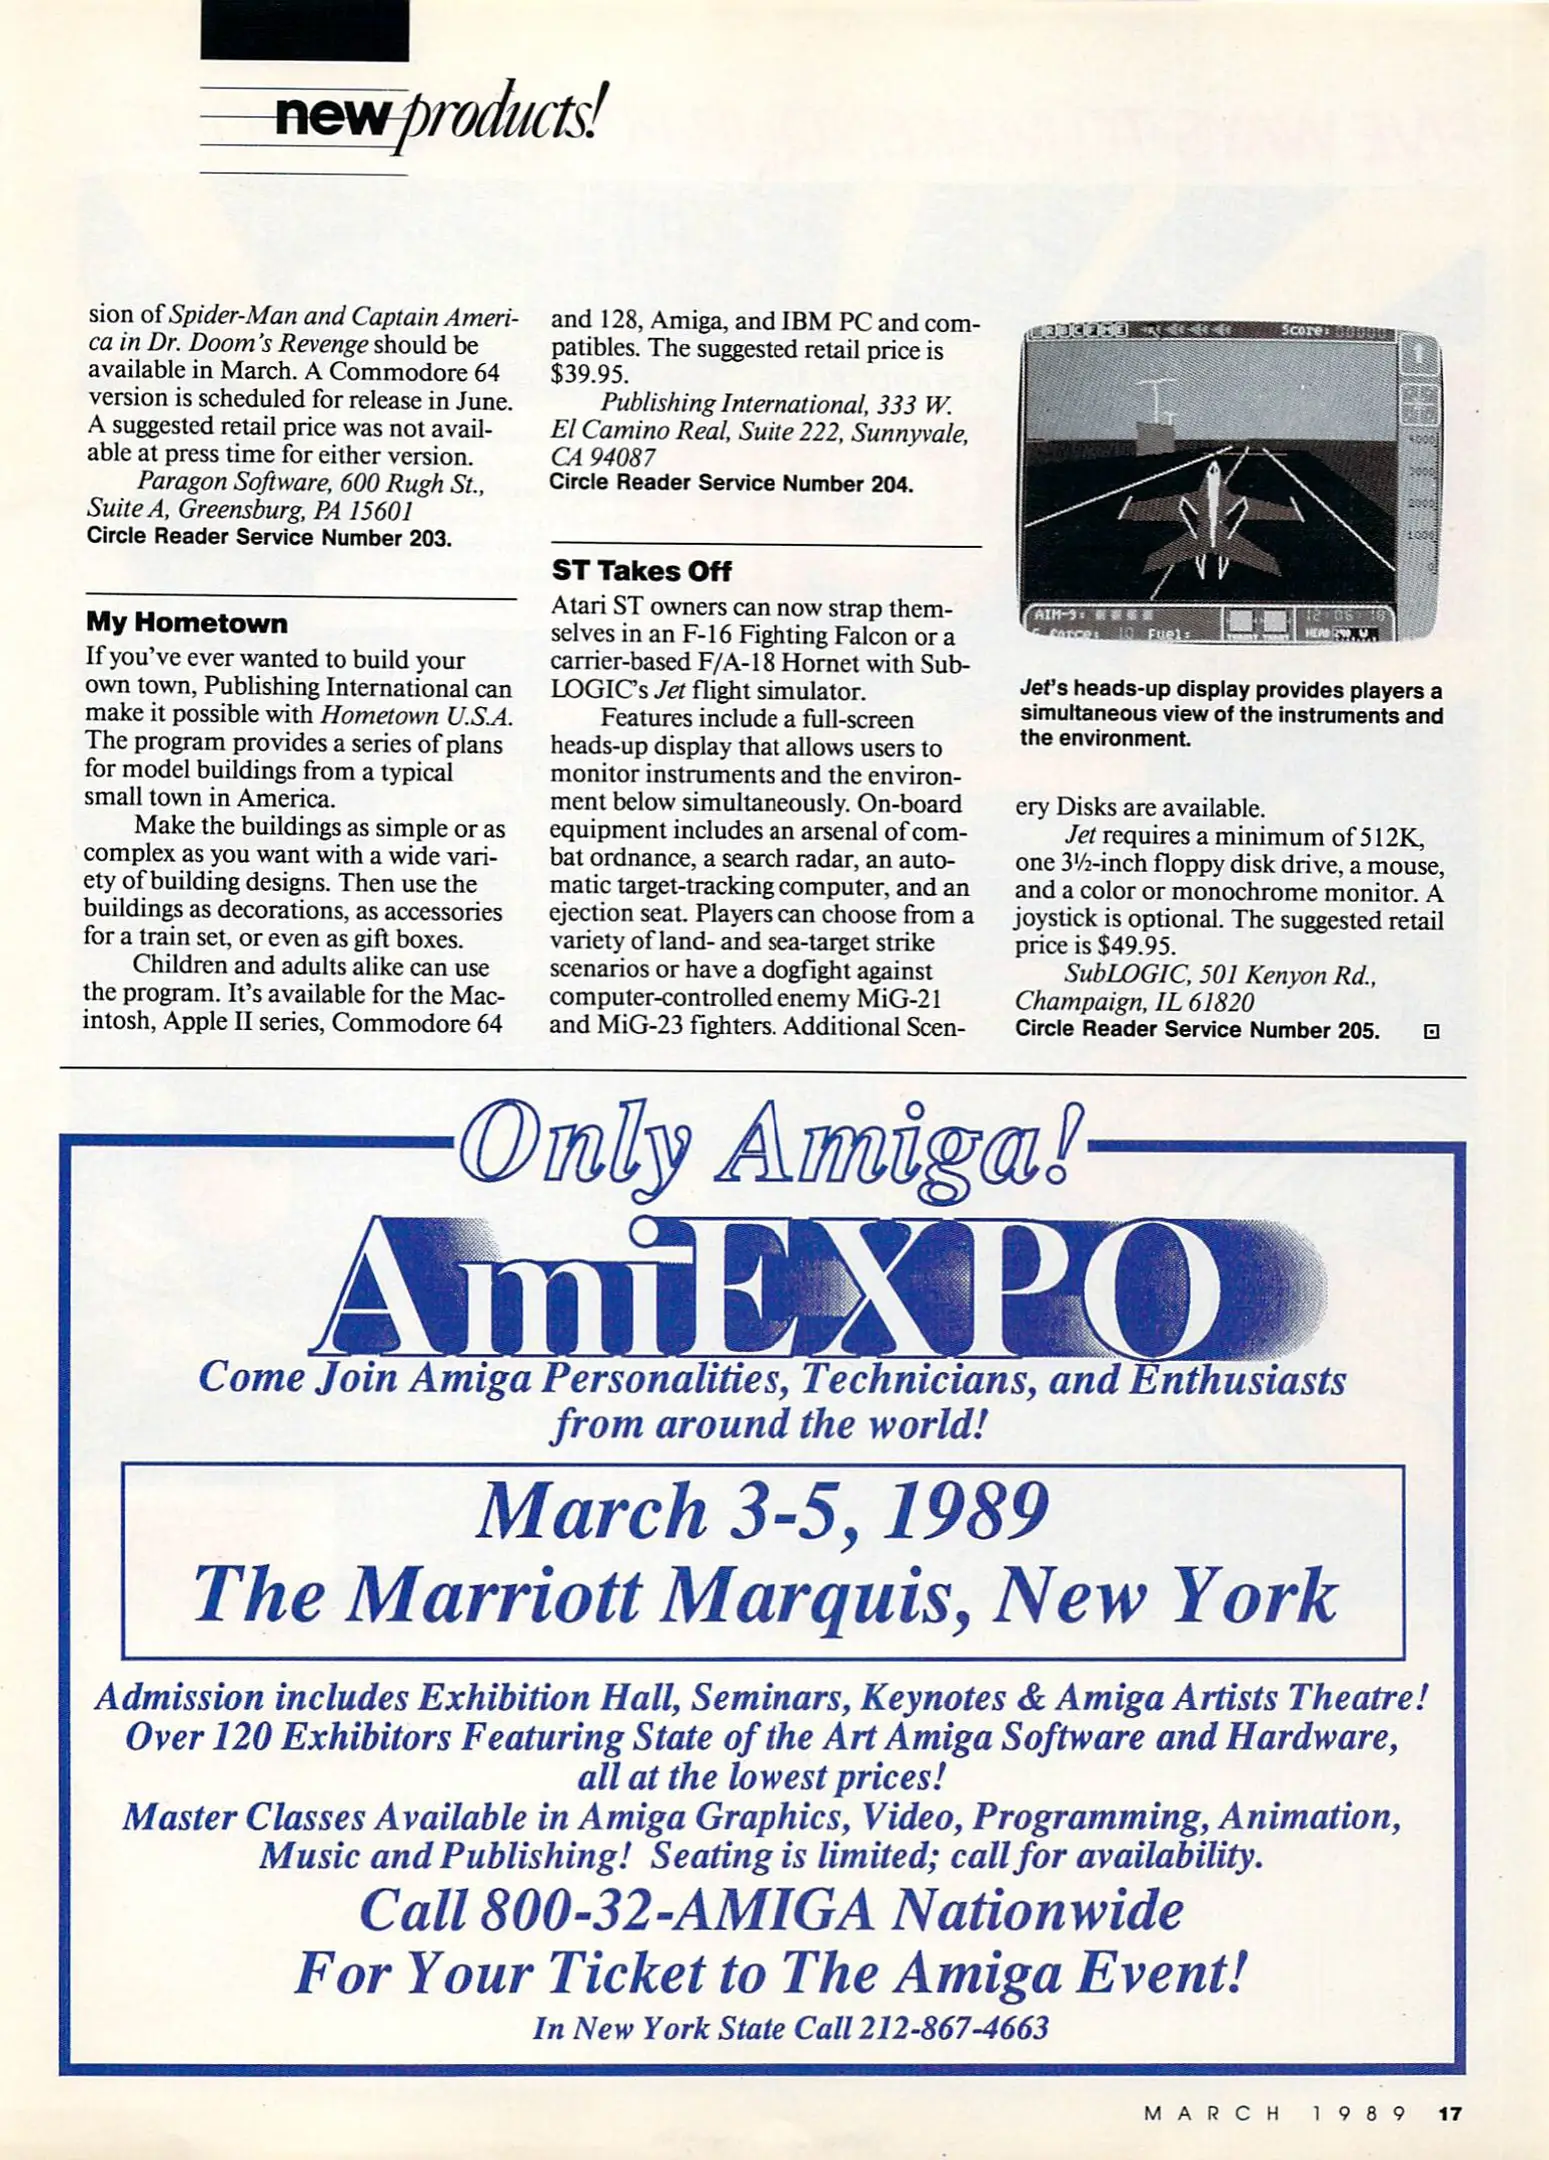 new products!
sion of Spider-Man and Captain Ameri-
ca in Dr. Doom's Revenge should be
available in March. A Commodore 64
version is scheduled for release in June.
A suggested retail price was not avail-
able at press time for either version.
Paragon Software, 600 Rugh St.,
Suite A, Greensburg, PA 15601
Circle Reader Service Number 203.
My Hometown
If you've ever wanted to build your
own town, Publishing International can
make it possible with Hometown U.S.A.
The program provides a series of plans
for model buildings from a typical
small town in America.
Make the buildings as simple or as
complex as you want with a wide vari-
ety of building designs. Then use the
buildings as decorations, as accessories
for a train set, or even as gift boxes.
Children and adults alike can use
the program. It's available for the Mac-
intosh, Apple II series, Commodore 64
and 128, Amiga, and IBM PC and com-
patibles. The suggested retail price is
$39.95.
Publishing International, 333 W.
El Camino Real, Suite 222, Sunnyvale,
CA 94087
Circle Reader Service Number 204.
ST Takes Off
Atari ST owners can now strap them-
selves in an F-16 Fighting Falcon or a
carrier-based F/A-18 Hornet with Sub-
LOGIC's Jet flight simulator.
Features include a full-screen
heads-up display that allows users to
monitor instruments and the environ-
ment below simultaneously. On-board
equipment includes an arsenal of com-
bat ordnance, a search radar, an auto-
matic target-tracking computer, and an
ejection seat. Players can choose from a
variety of land- and sea-target strike
scenarios or have a dogfight against
computer-controlled enemy MiG-21
and MiG-23 fighters. Additional Scen-
Score:
1
4000
3000
2000
1000
0
AIM-9:
Fuel:
Jet's heads-up display provides players a
simultaneous view of the instruments and
the environment.
ery Disks are available.
Jet requires a minimum of 512K,
one 3½-inch floppy disk drive, a mouse,
and a color or monochrome monitor. A
joystick is optional. The suggested retail
price is $49.95.
SubLOGIC, 501 Kenyon Rd.,
Champaign, IL 61820
Circle Reader Service Number 205.
Only Amiga!
AmiEXPO
Come Join Amiga Personalities, Technicians, and Enthusiasts
from around the world!
March 3-5, 1989
The Marriott Marquis, New York
Admission includes Exhibition Hall, Seminars, Keynotes & Amiga Artists Theatre!
Over 120 Exhibitors Featuring State of the Art Amiga Software and Hardware,
all at the lowest prices!
Master Classes Available in Amiga Graphics, Video, Programming, Animation,
Music and Publishing! Seating is limited; call for availability.
Call 800-32-AMIGA Nationwide
For Your Ticket to The Amiga Event!
In New York State Call 212-867-4663
MARCH 1989 17